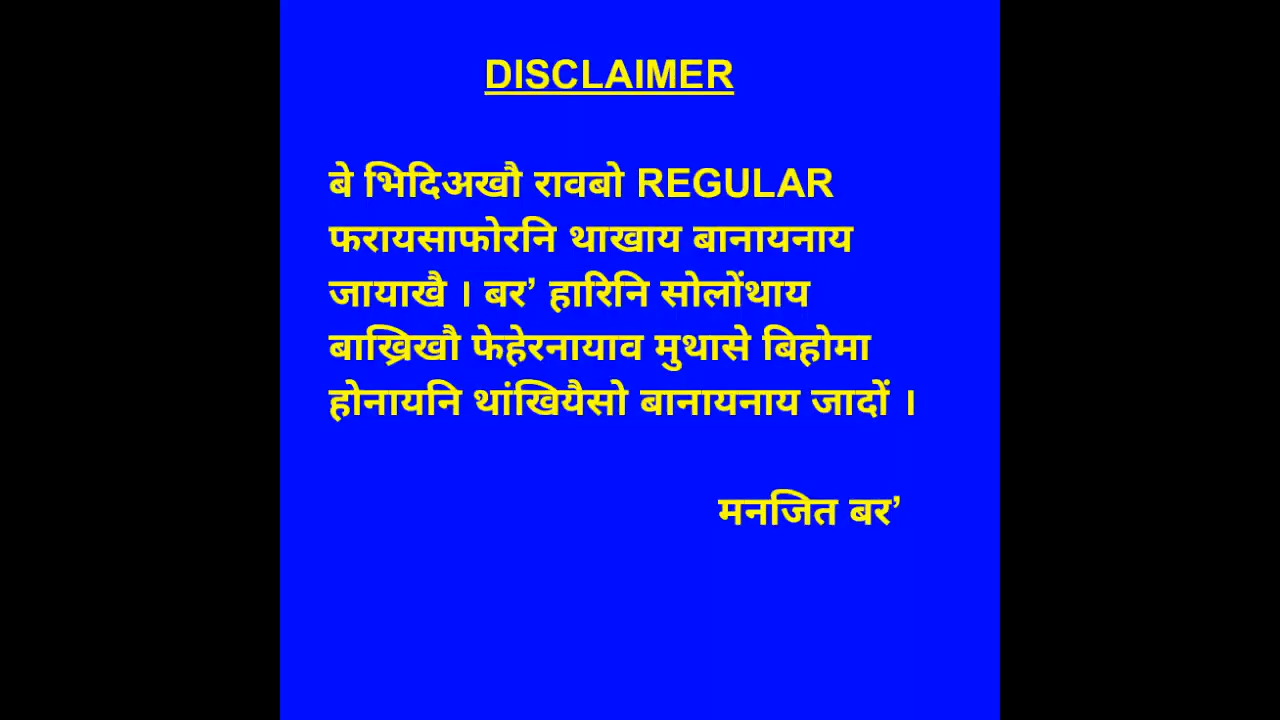 DISCLAIMER
बे भिदिअखौ रावबो REGULAR
फरायसाफोरनि थाखाय बानायनाय
जायाखै । बर’ हारिनि सोलोंथाय
बाख्रिखौ फेहेरनायाव मुथासे बिहोमा
होनायनि थांखियैसो बानायनाय जादों ।
मनजित बर’